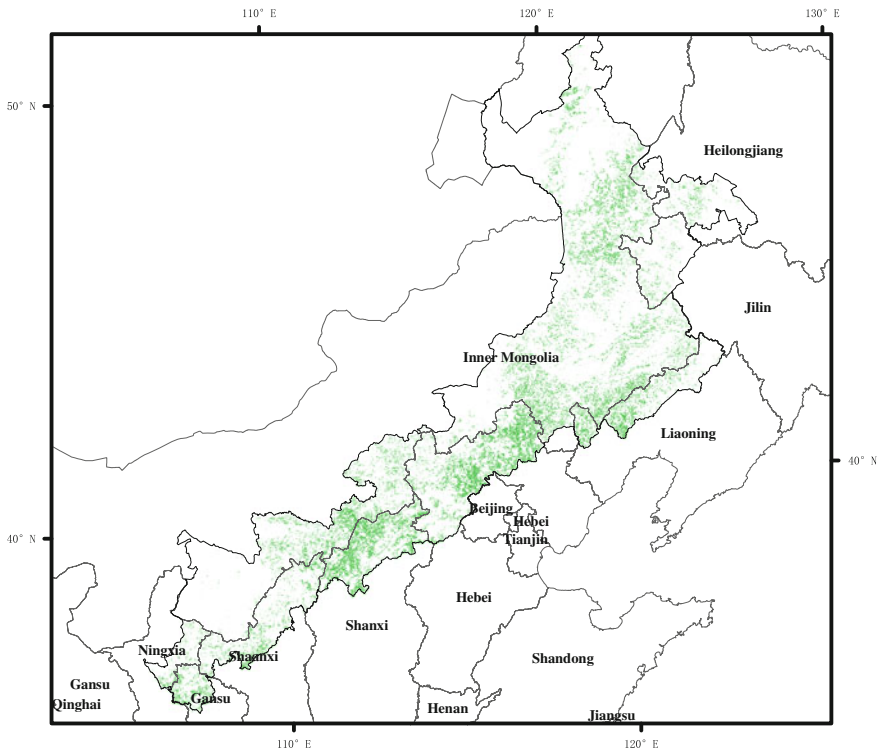 110° E 120° E 130° E
50° N
Heilongjiang
Jilin
Inner Mongolia
Liaoning
40° N
Beijing
Hebei
40° N
Tianjin
Hebei
Shanxi
Ningxia
Shaanxi
Shandong
Gansu
Gansu
Qinghai
Henan
Jiangsu
110° E 120° E